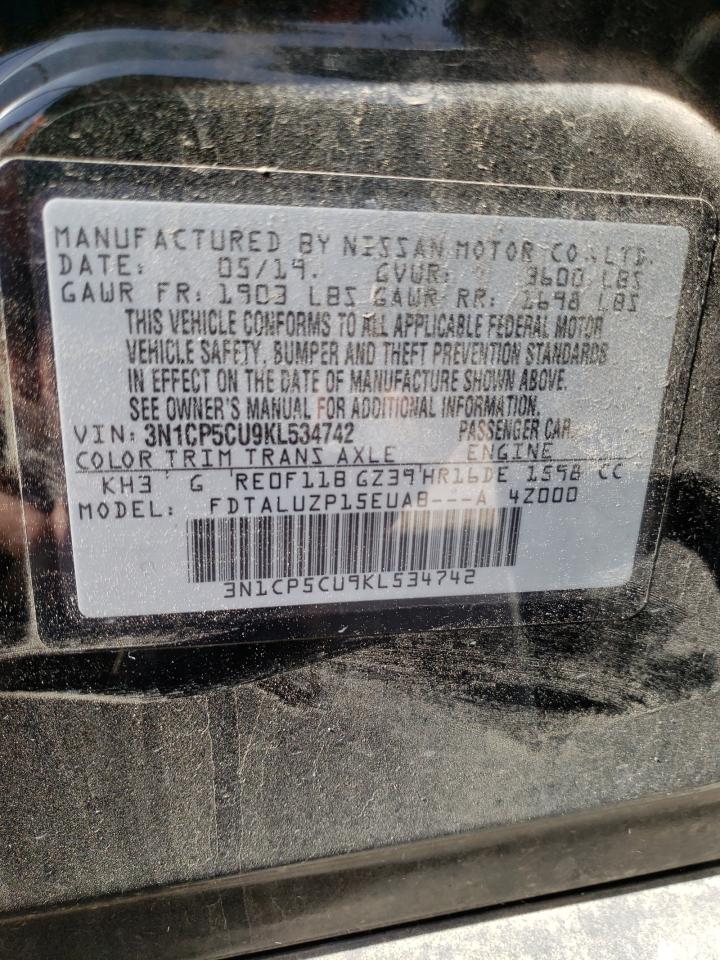 MANUFACTURED BY NISSAN MOTOR CO.,LTD.
DATE: 05/19. GVWR: 3600 LBS
GAWR FR: 1903 LBS GAWR RR: 1698 LBS
THIS VEHICLE CONFORMS TO ALL APPLICABLE FEDERAL MOTOR
VEHICLE SAFETY, BUMPER AND THEFT PREVENTION STANDARDS
IN EFFECT ON THE DATE OF MANUFACTURE SHOWN ABOVE.
SEE OWNER'S MANUAL FOR ADDITIONAL INFORMATION.
VIN: 3N1CP5CU9KL534742 PASSENGER CAR
COLOR TRIM TRANS AXLE ENGINE
KH3 G RE0F11B GZ39 HR16DE 1598 CC
MODEL: FDTALUZP15EUAB---A 4Z000
3N1CP5CU9KL534742